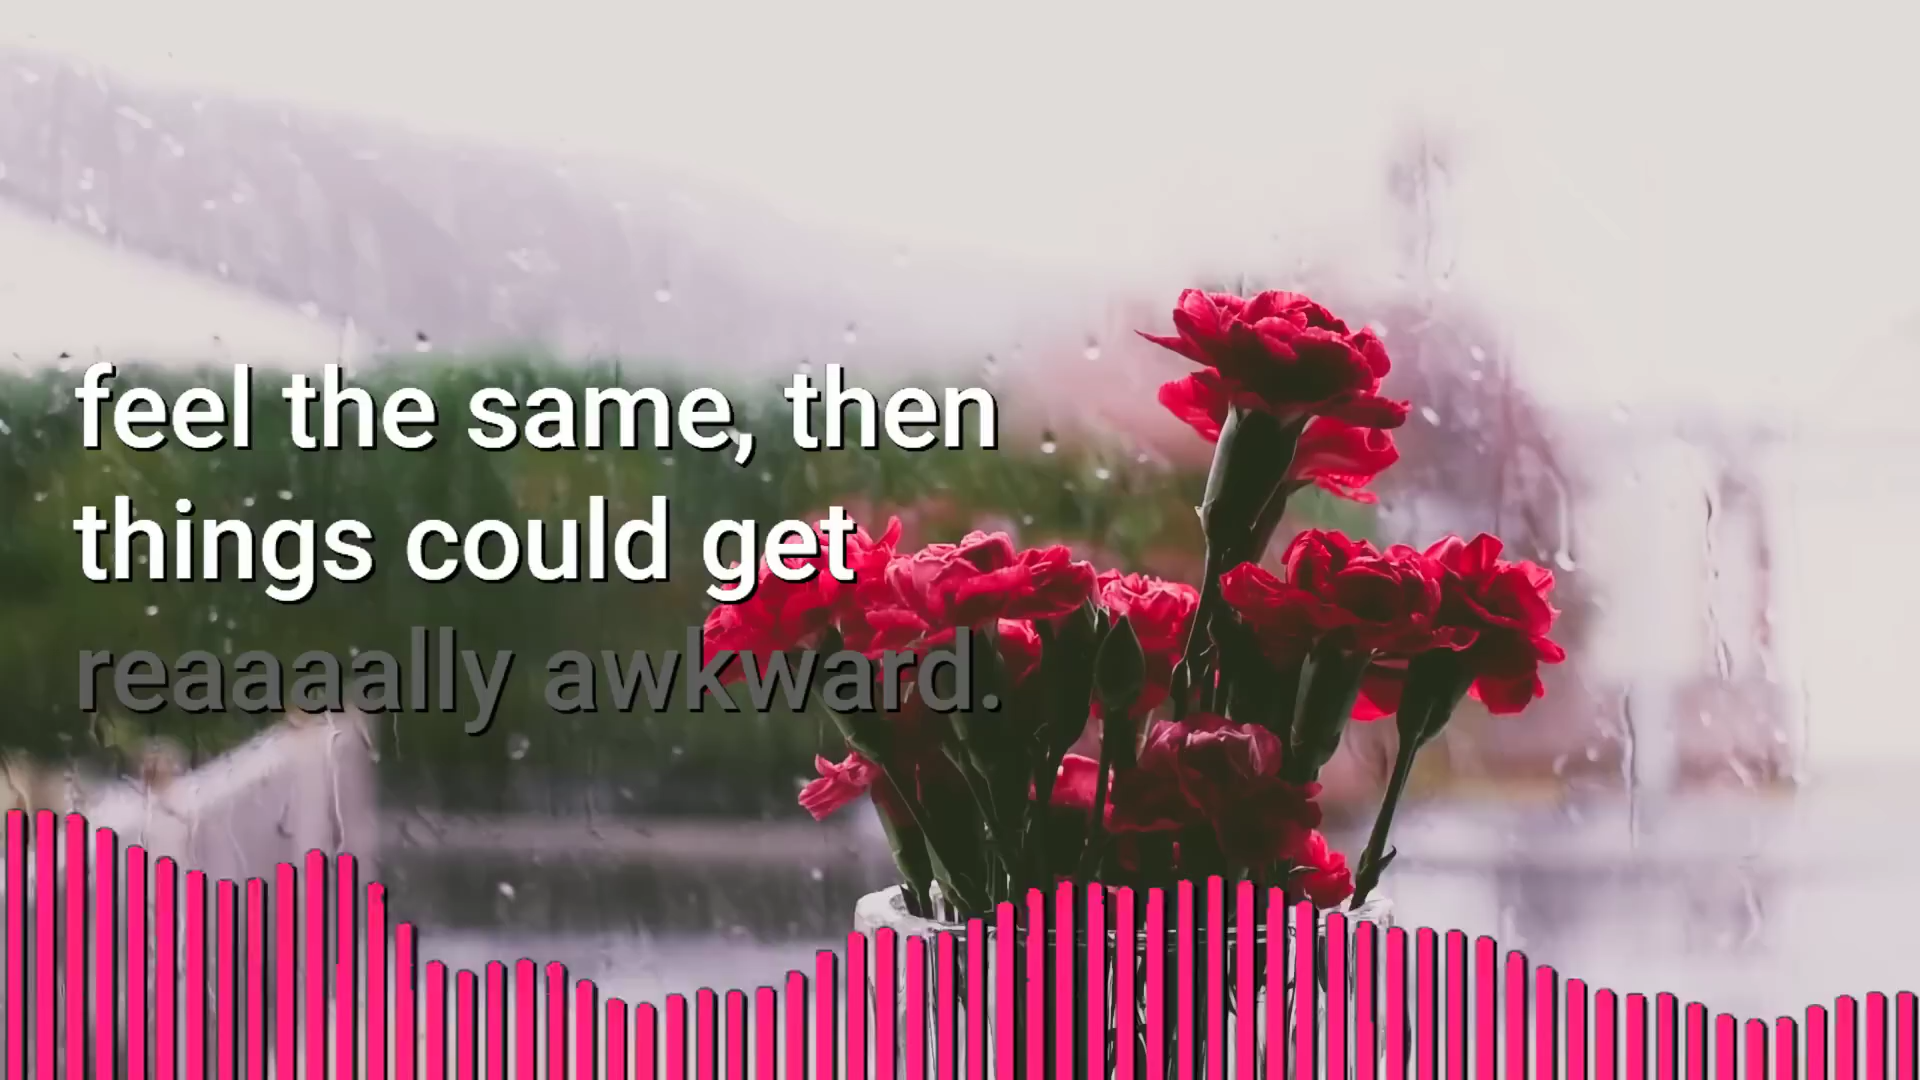 feel the same, then
things could get
reaaaally awkward.